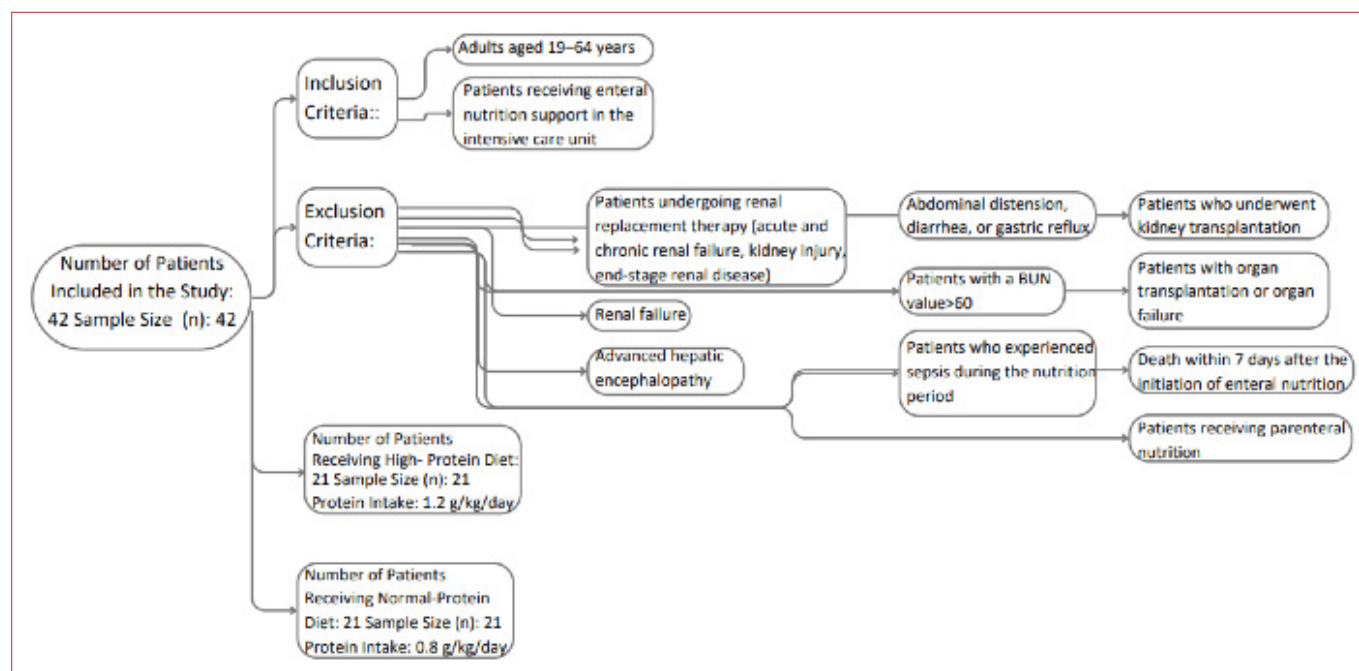 Number of Patients
Included in the Study:
42 Sample Size (n): 42
Inclusion
Criteria::
Adults aged 19–64 years
Patients receiving enteral
nutrition support in the
intensive care unit
Exclusion
Criteria:
Patients undergoing renal
replacement therapy (acute and
chronic renal failure, kidney injury,
end-stage renal disease)
Abdominal distension,
diarrhea, or gastric reflux
Patients who underwent
kidney transplantation
Patients with a BUN
value>60
Patients with organ
transplantation or organ
failure
Renal failure
Advanced hepatic
encephalopathy
Patients who experienced
sepsis during the nutrition
period
Death within 7 days after the
initiation of enteral nutrition
Patients receiving parenteral
nutrition
Number of Patients
Receiving High- Protein Diet:
21 Sample Size (n): 21
Protein Intake: 1.2 g/kg/day
Number of Patients
Receiving Normal-Protein
Diet: 21 Sample Size (n): 21
Protein Intake: 0.8 g/kg/day